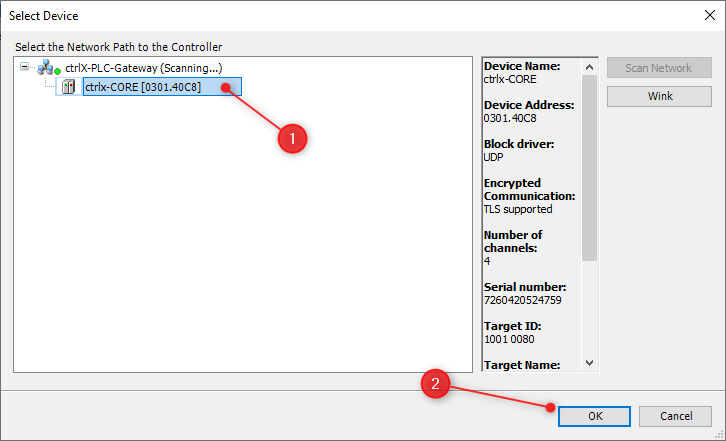 Select Device
Select the Network Path to the Controller
ctrlX-PLC-Gateway (Scanning...)
ctrlx-CORE [0301.40C8]
1
Device Name:
ctrlx-CORE
Device Address:
0301.40C8
Block driver:
UDP
Encrypted
Communication:
TLS supported
Number of
channels:
4
Serial number:
7260420524759
Target ID:
1001 0080
Target Name:
Scan Network
Wink
2
OK
Cancel